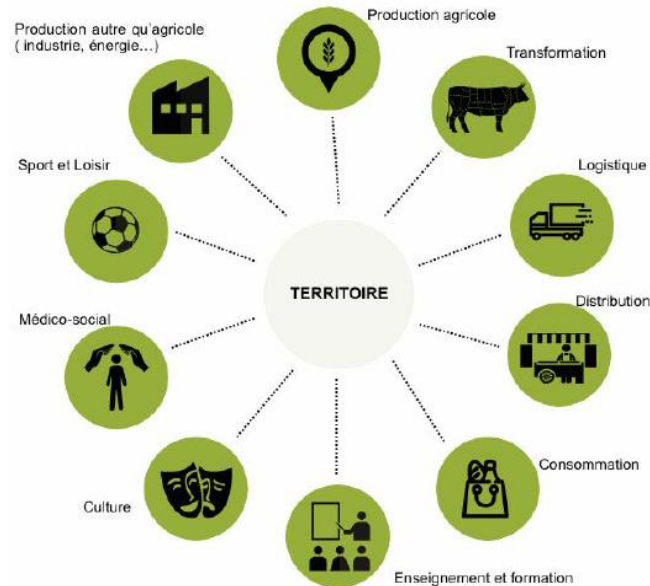 Production agricole
Production autre qu'agricole
( industrie, énergie...)
Transformation
Sport et Loisir
Logistique
TERRITOIRE
Distribution
Médico-social
Consommation
Culture
Enseignement et formation